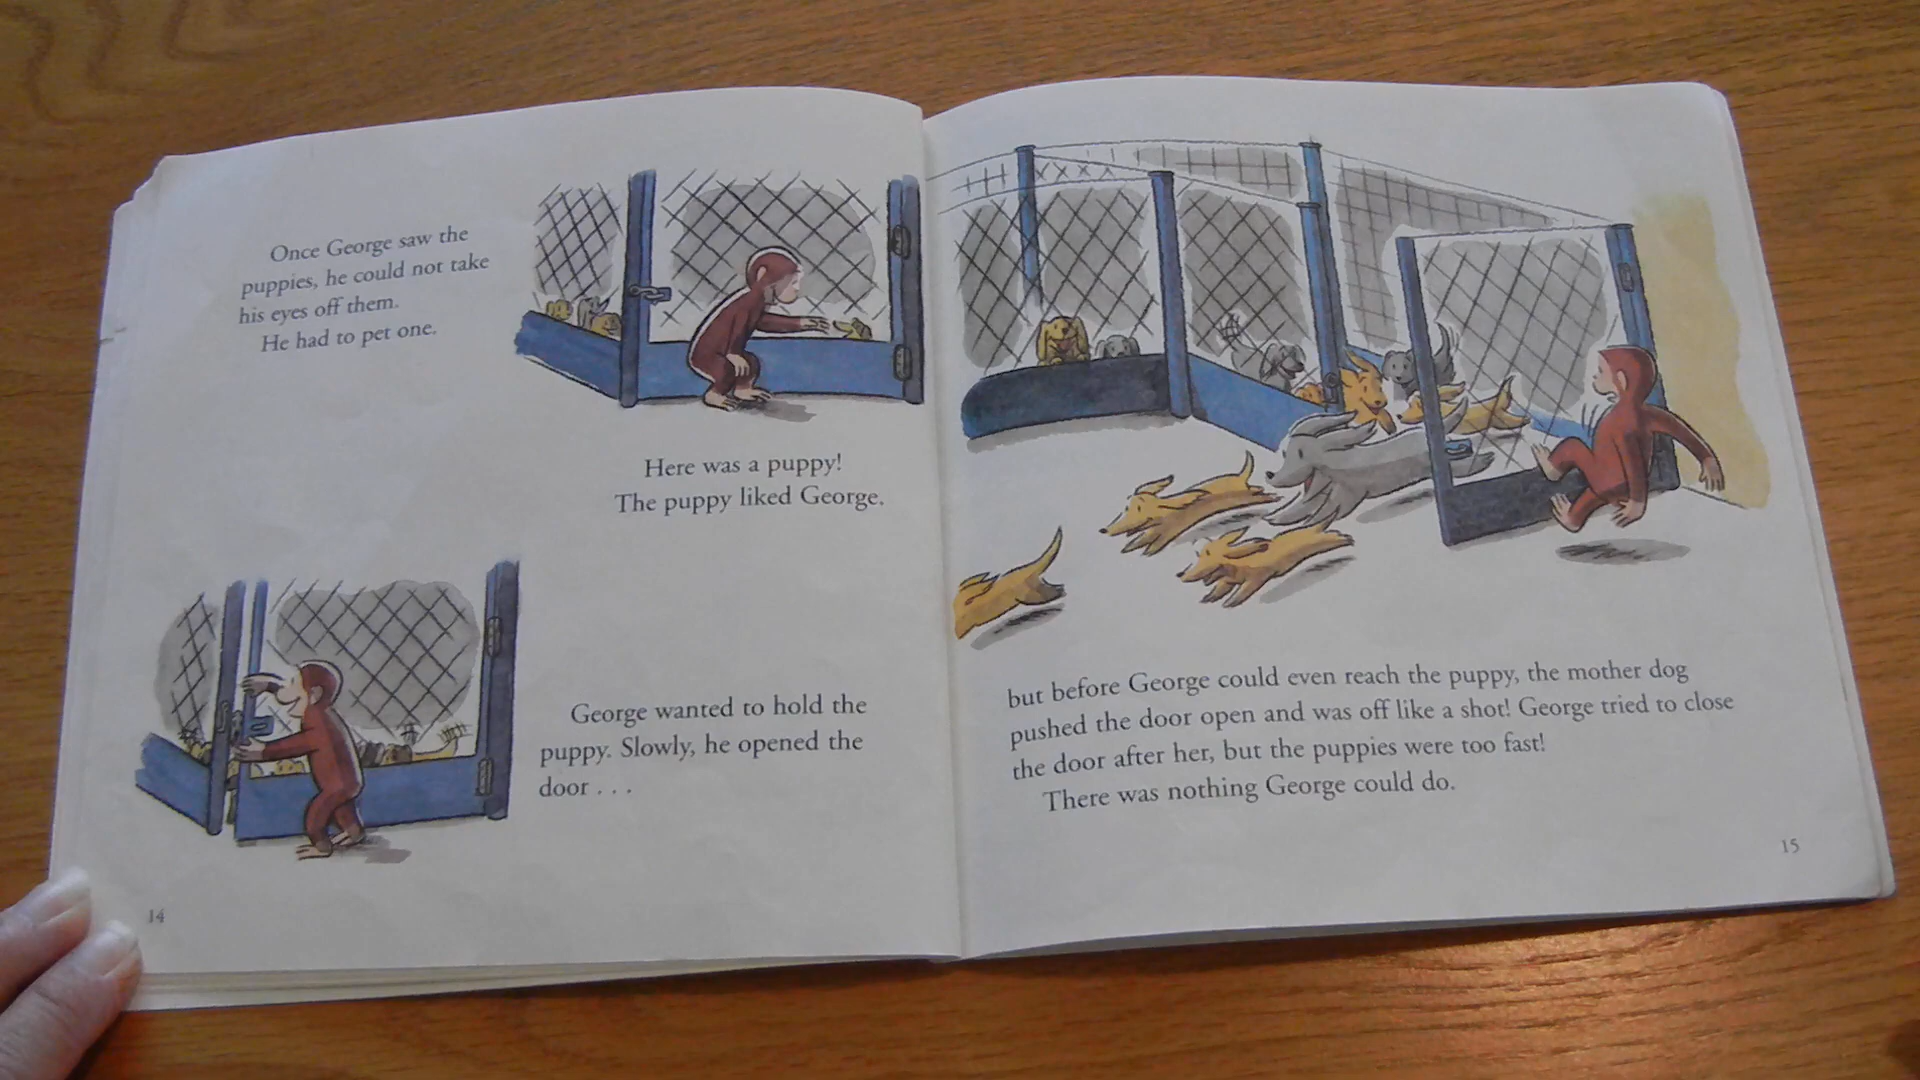 Once George saw the
puppies, he could not take
his eyes off them.
He had to pet one.
Here was a puppy!
The puppy liked George.
George wanted to hold the
puppy. Slowly, he opened the
door . . .
14
but before George could even reach the puppy, the mother dog
pushed the door open and was off like a shot! George tried to close
the door after her, but the puppies were too fast!
There was nothing George could do.
15